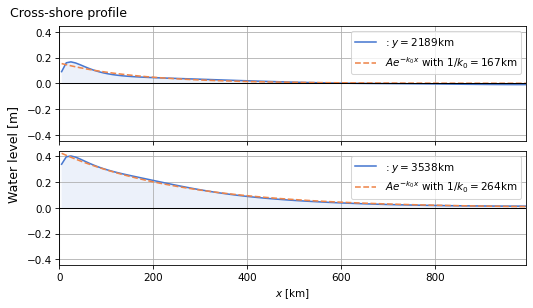 Cross-shore profile
Water level [m]
0.4
0.2
0.0
−0.2
−0.4
: y = 2189km
Ae^{−k₀x} with 1/k₀ = 167km
0.4
0.2
0.0
−0.2
−0.4
: y = 3538km
Ae^{−k₀x} with 1/k₀ = 264km
0 200 400 600 800
x [km]